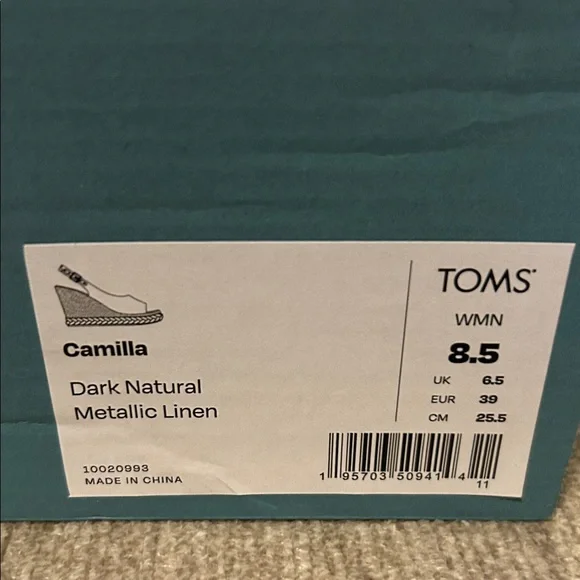 Camilla
Dark Natural
Metallic Linen
10020993
MADE IN CHINA
TOMS
WMN
8.5
UK 6.5
EUR 39
CM 25.5
1 95703 50941 4
11